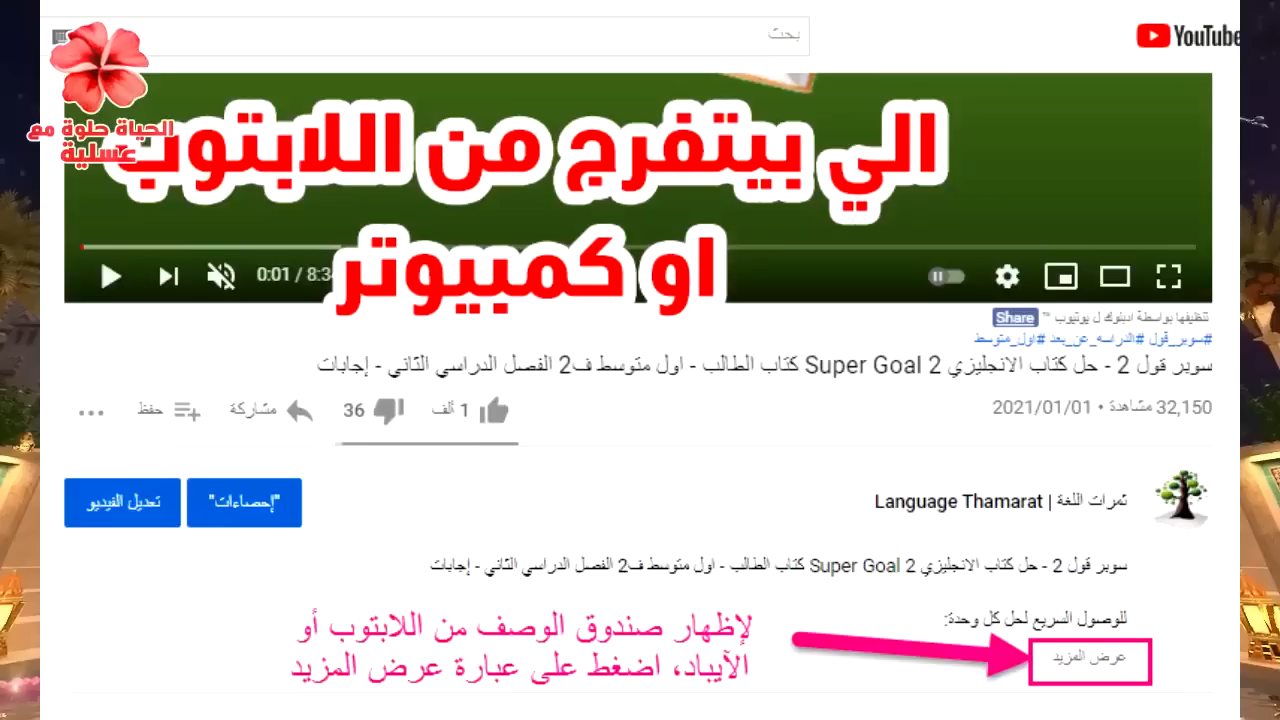 بحث
YouTube
الحياة حلوة مع
عسلية
الي بيتفرج من اللابتوب
او كمبيوتر
0:01 / 8:34
تنظيفها بواسطة ادبلوك ل يوتيوب ™ Share
#سوبر_قول #الدراسه_عن_بعد #اول_متوسط
سوبر قول 2 - حل كتاب الانجليزي Super Goal 2 كتاب الطالب - اول متوسط ف2 الفصل الدراسي الثاني - إجابات
32,150 مشاهدة • 2021/01/01
1 ألف
36
مشاركة
حفظ
ثمرات اللغة | Language Thamarat
"إحصاءات"
تعديل الفيديو
سوبر قول 2 - حل كتاب الانجليزي Super Goal 2 كتاب الطالب - اول متوسط ف2 الفصل الدراسي الثاني - إجابات
للوصول السريع لحل كل وحدة:
عرض المزيد
لإظهار صندوق الوصف من اللابتوب أو
الآيباد، اضغط على عبارة عرض المزيد